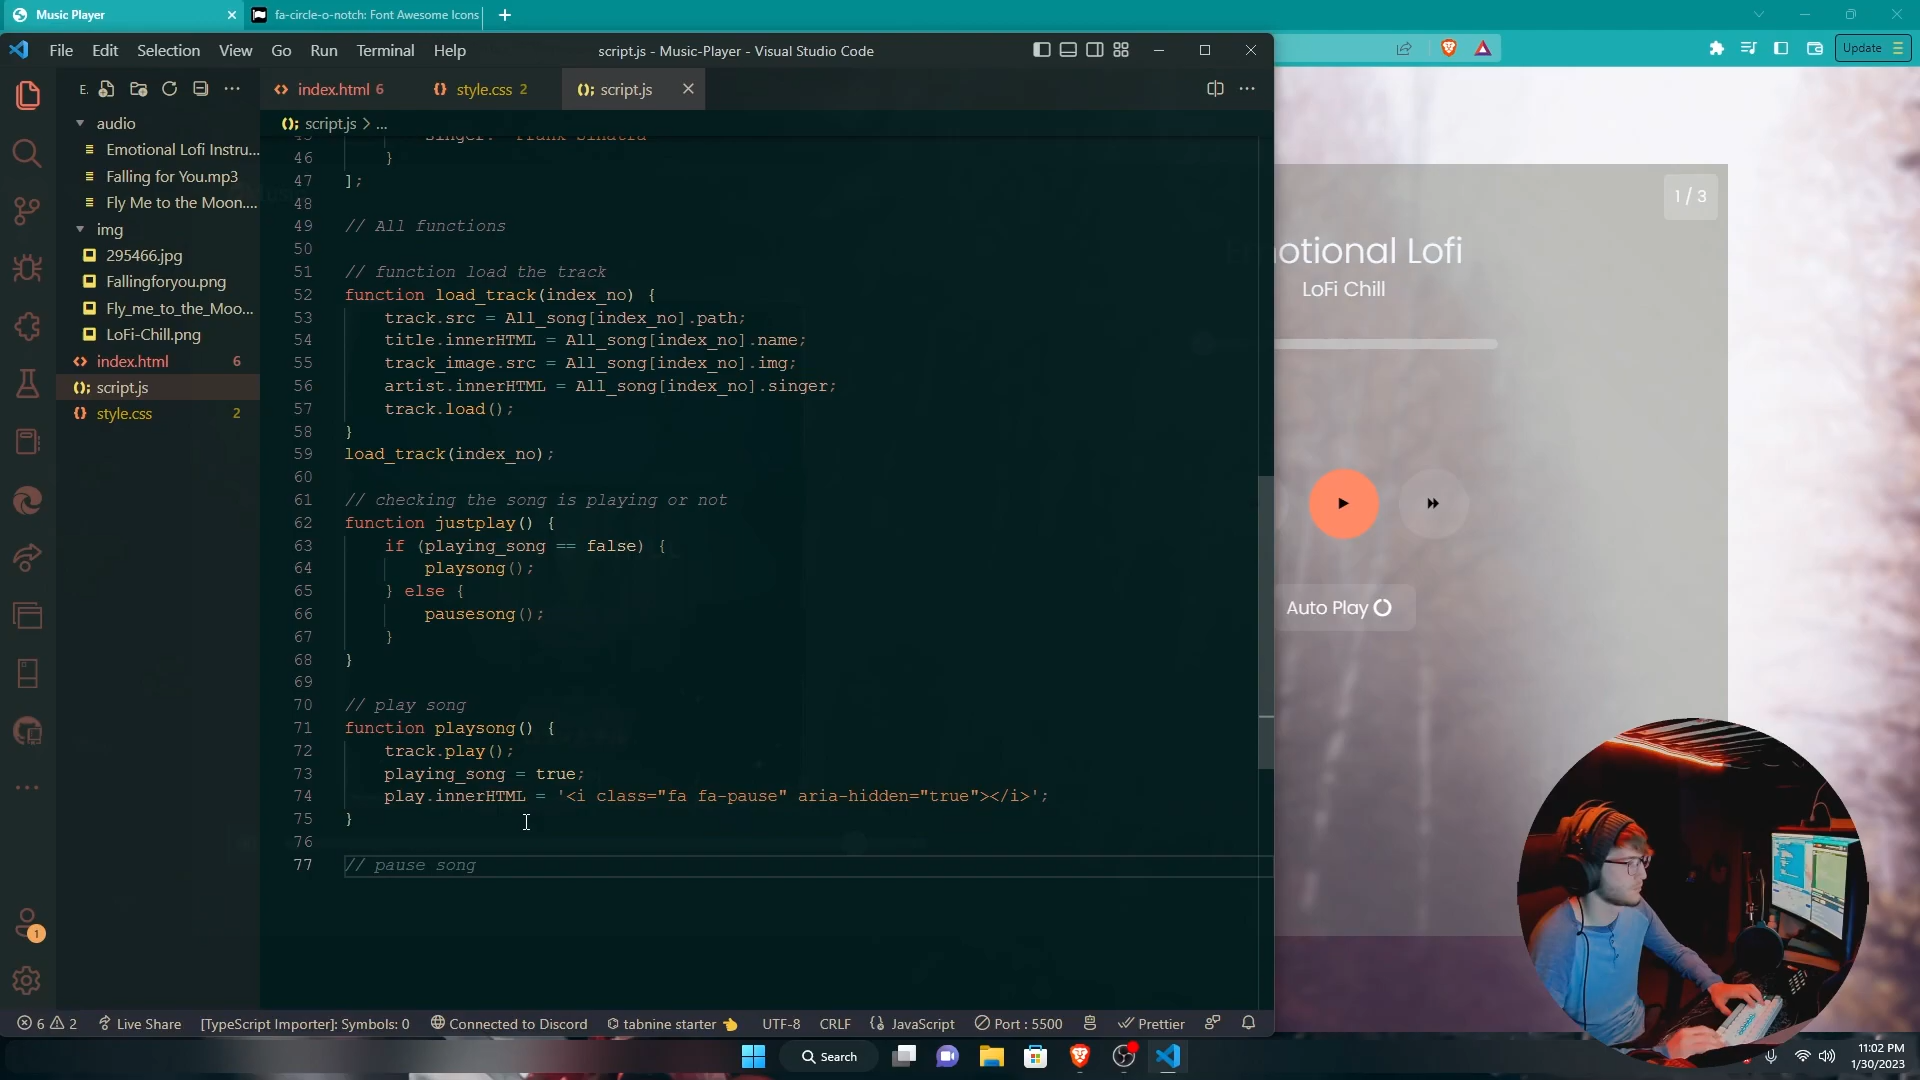 Music Player
fa-circle-o-notch: Font Awesome Icons
File Edit Selection View Go Run Terminal Help
script.js - Music-Player - Visual Studio Code
Update
E.
index.html 6
style.css 2
script.js
script.js > ...
audio
Emotional Lofi Instru...
Falling for You.mp3
Fly Me to the Moon....
img
295466.jpg
Fallingforyou.png
Fly_me_to_the_Moo...
LoFi-Chill.png
index.html 6
script.js
style.css 2
45 singer: "Frank Sinatra"
46 }
47 ];
48
49 // All functions
50
51 // function load the track
52 function load_track(index_no) {
53 track.src = All_song[index_no].path;
54 title.innerHTML = All_song[index_no].name;
55 track_image.src = All_song[index_no].img;
56 artist.innerHTML = All_song[index_no].singer;
57 track.load();
58 }
59 load_track(index_no);
60
61 // checking the song is playing or not
62 function justplay() {
63 if (playing_song == false) {
64 playsong();
65 } else {
66 pausesong();
67 }
68 }
69
70 // play song
71 function playsong() {
72 track.play();
73 playing_song = true;
74 play.innerHTML = '<i class="fa fa-pause" aria-hidden="true"></i>';
75 }
76
77 // pause song
1 / 3
Emotional Lofi
LoFi Chill
Auto Play
1
6 2 Live Share [TypeScript Importer]: Symbols: 0 Connected to Discord tabnine starter UTF-8 CRLF JavaScript Port : 5500 Prettier
Search
11:02 PM
1/30/2023